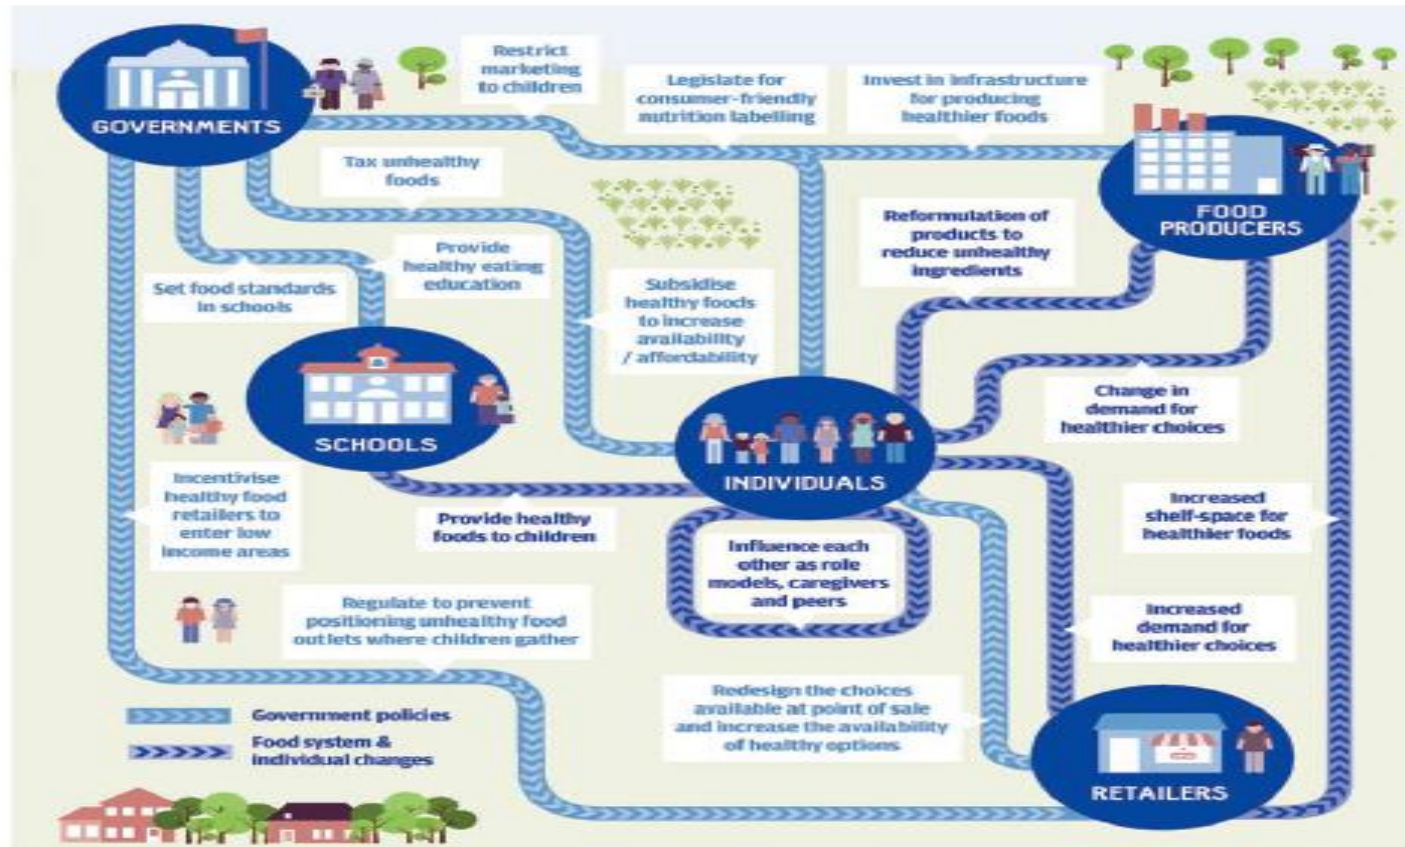 GOVERNMENTS
Restrict
marketing
to children
Legislate for
consumer-friendly
nutrition labelling
Invest in infrastructure
for producing
healthier foods
FOOD
PRODUCERS
Tax unhealthy
foods
Provide
healthy eating
education
Set food standards
in schools
Subsidise
healthy foods
to increase
availability
/ affordability
Reformulation of
products to
reduce unhealthy
ingredients
Change in
demand for
healthier choices
SCHOOLS
INDIVIDUALS
Incentivise
healthy food
retailers to
enter low
income areas
Provide healthy
foods to children
Influence each
other as role
models, caregivers
and peers
Increased
shelf-space for
healthier foods
Regulate to prevent
positioning unhealthy food
outlets where children gather
Increased
demand for
healthier choices
Redesign the choices
available at point of sale
and increase the availability
of healthy options
Government policies
Food system &
individual changes
RETAILERS